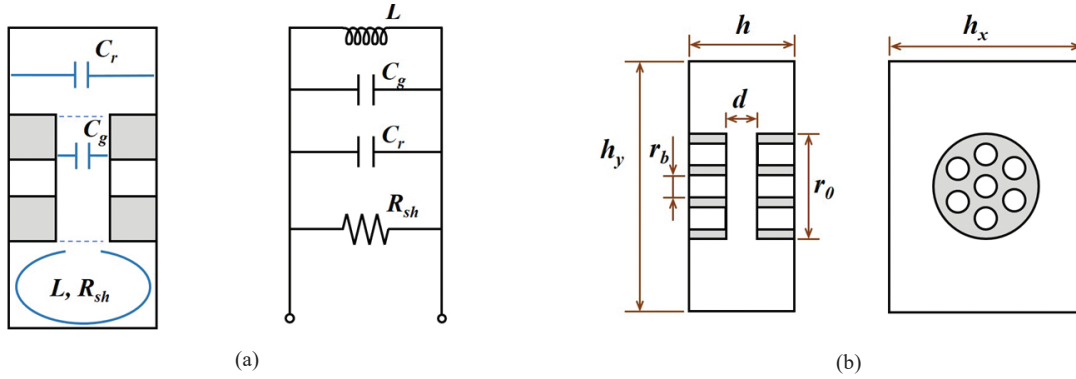 C_r
C_g
L, R_sh
L
C_g
C_r
R_sh
(a)
h
d
h_y
r_b
r_0
h_x
(b)